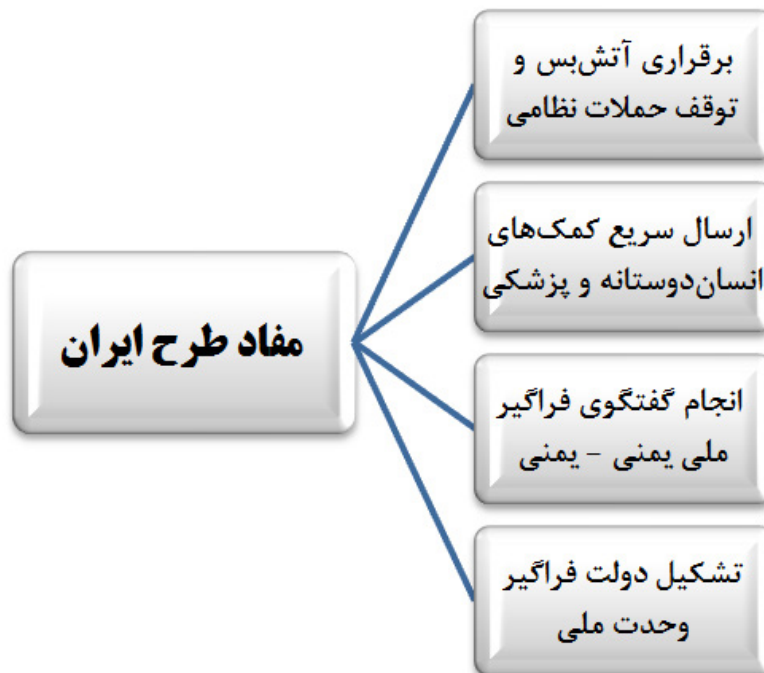 مفاد طرح ایران
برقراری آتش‌بس و
توقف حملات نظامی
ارسال سریع کمک‌های
انسان‌دوستانه و پزشکی
انجام گفتگوی فراگیر
ملی یمنی - یمنی
تشکیل دولت فراگیر
وحدت ملی